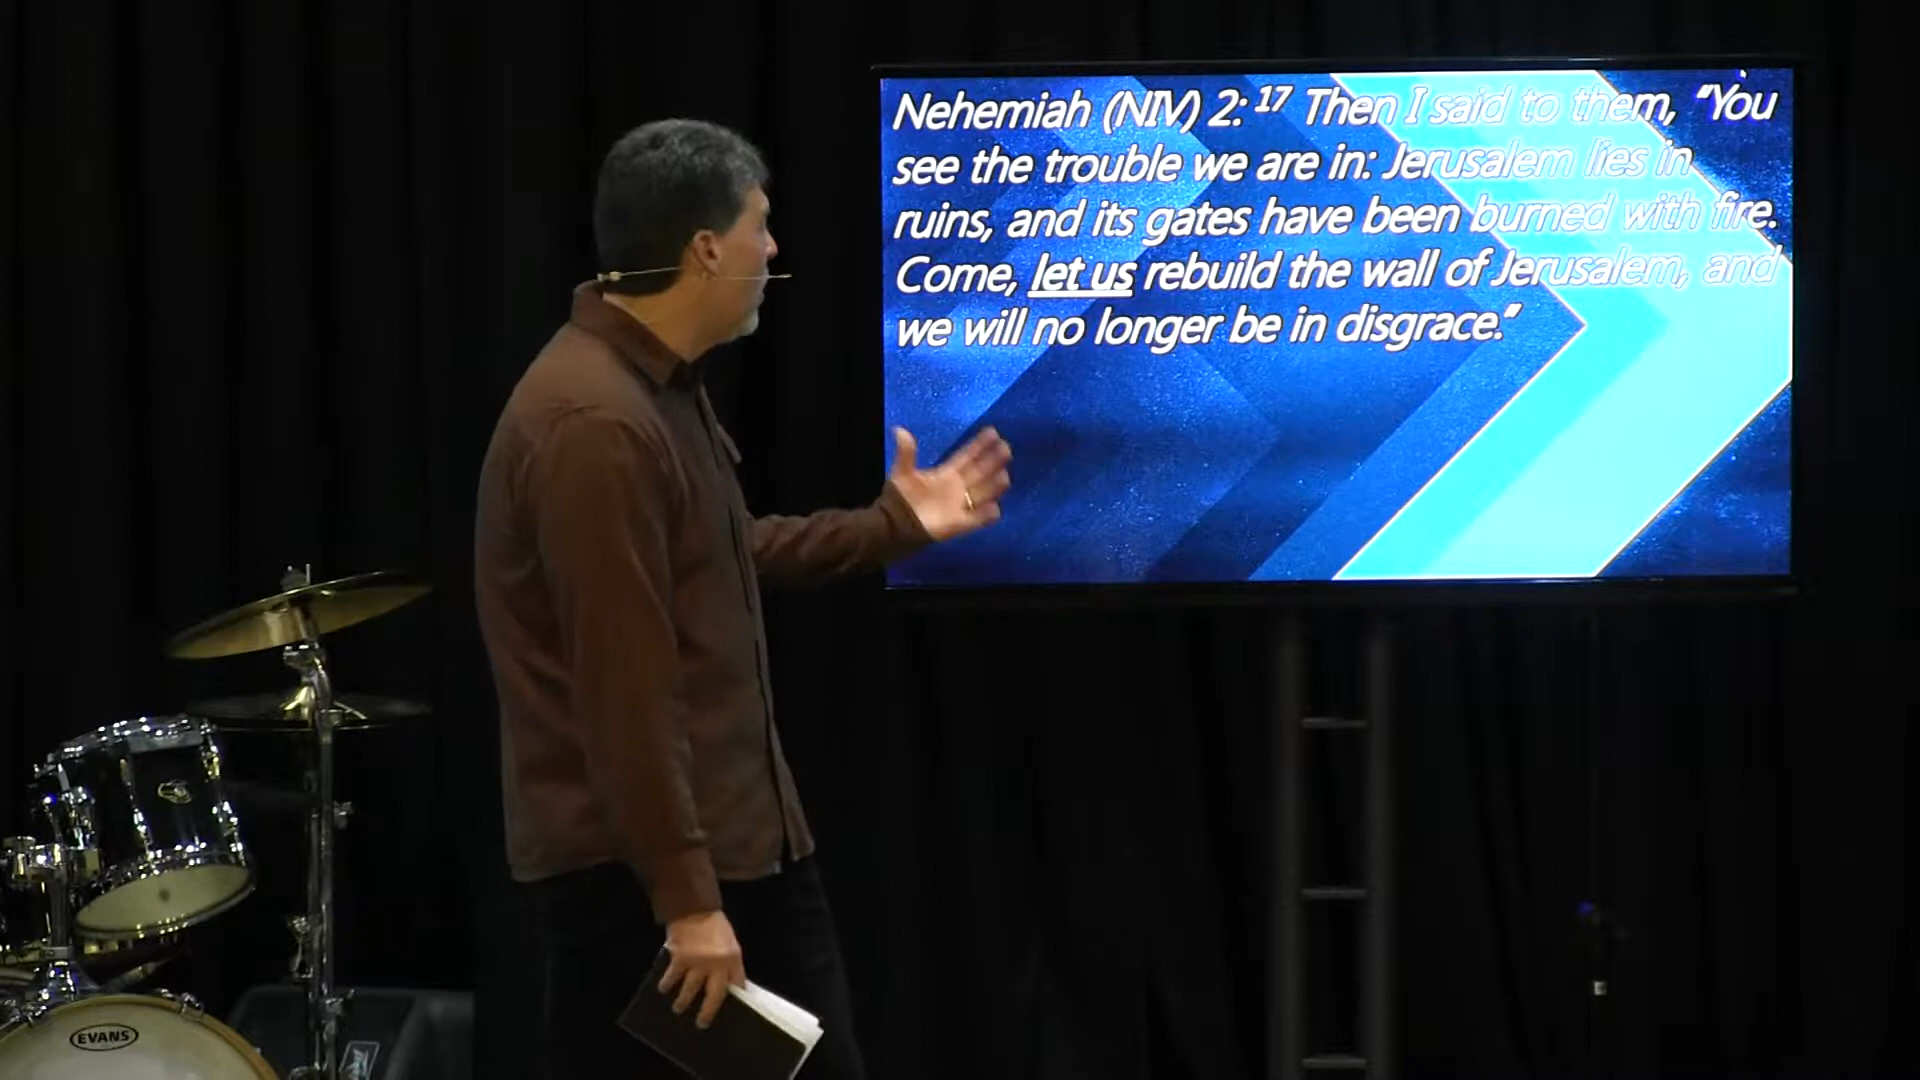 Nehemiah (NIV) 2: 17 Then I said to them, “You
see the trouble we are in: Jerusalem lies in
ruins, and its gates have been burned with fire.
Come, let us rebuild the wall of Jerusalem, and
we will no longer be in disgrace.”
EVANS